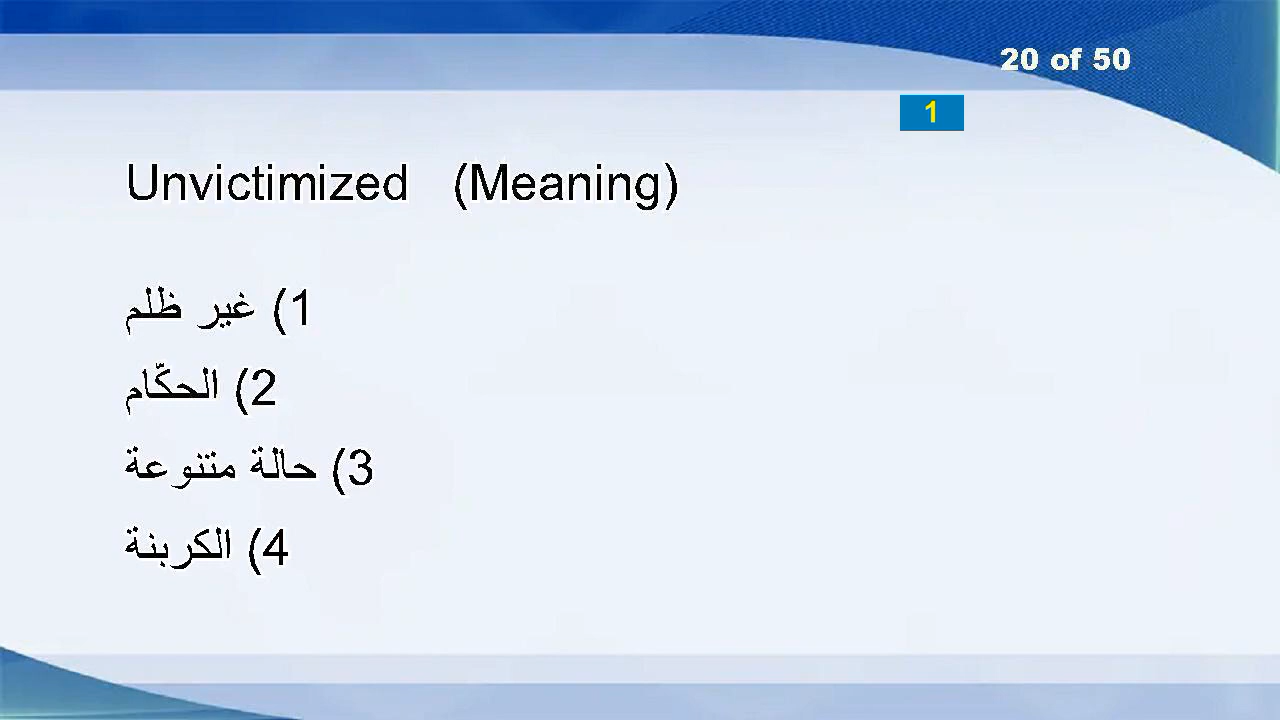 20 of 50
1
Unvictimized (Meaning)
1) غير ظلم
2) الحكّام
3) حالة متنوعة
4) الكربنة